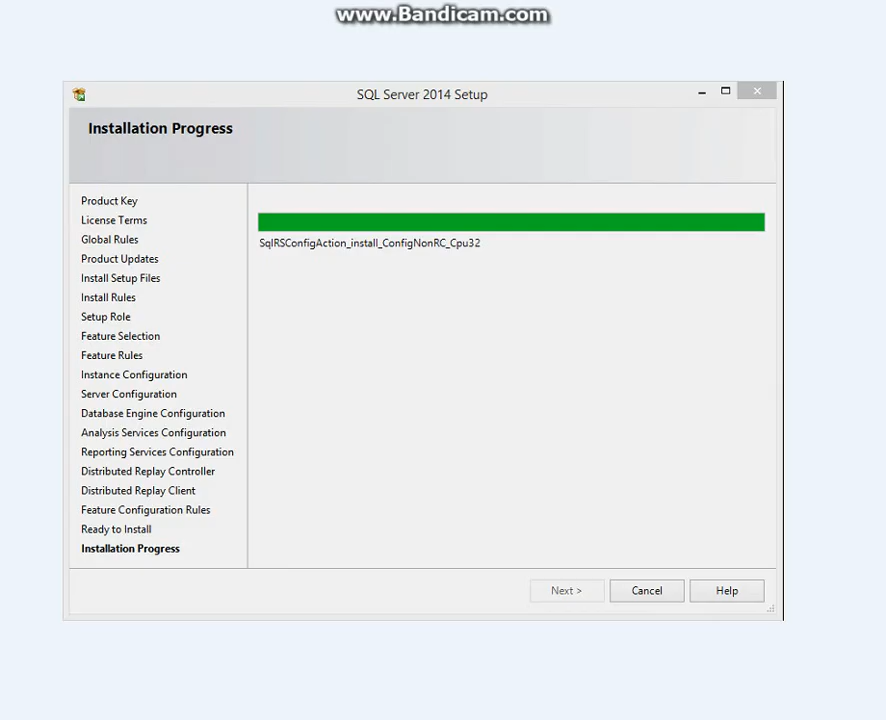 www.Bandicam.com
SQL Server 2014 Setup
Installation Progress
Product Key
License Terms
Global Rules
Product Updates
Install Setup Files
Install Rules
Setup Role
Feature Selection
Feature Rules
Instance Configuration
Server Configuration
Database Engine Configuration
Analysis Services Configuration
Reporting Services Configuration
Distributed Replay Controller
Distributed Replay Client
Feature Configuration Rules
Ready to Install
Installation Progress
SqlRSConfigAction_install_ConfigNonRC_Cpu32
Next >
Cancel
Help